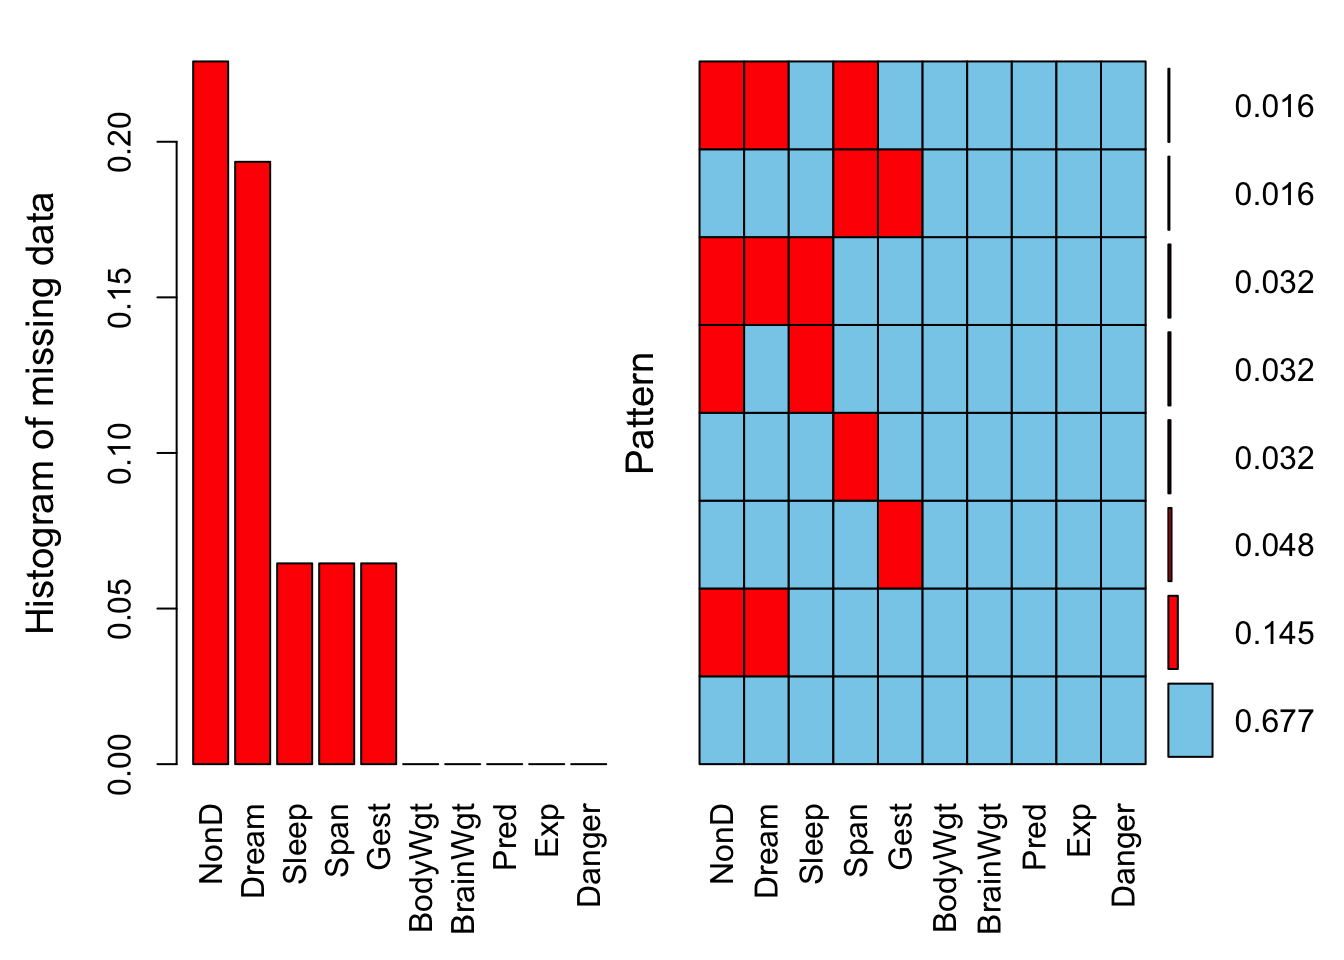 Histogram of missing data
0.20
0.15
0.10
0.05
0.00
NonD
Dream
Sleep
Span
Gest
BodyWgt
BrainWgt
Pred
Exp
Danger
Pattern
NonD
Dream
Sleep
Span
Gest
BodyWgt
BrainWgt
Pred
Exp
Danger
0.016
0.016
0.032
0.032
0.032
0.048
0.145
0.677